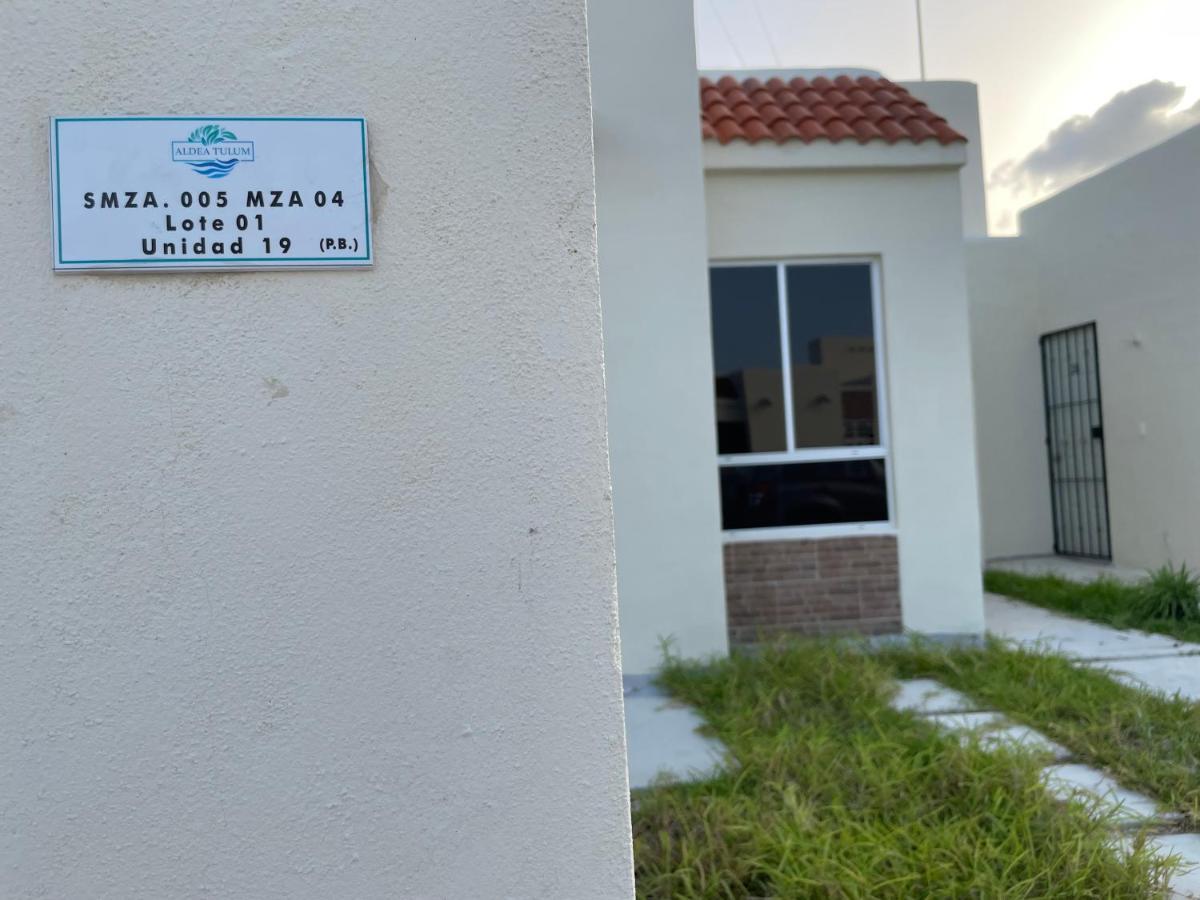 ALDEA TULUM
SMZA. 005 MZA 04
Lote 01
Unidad 19 (P.B.)